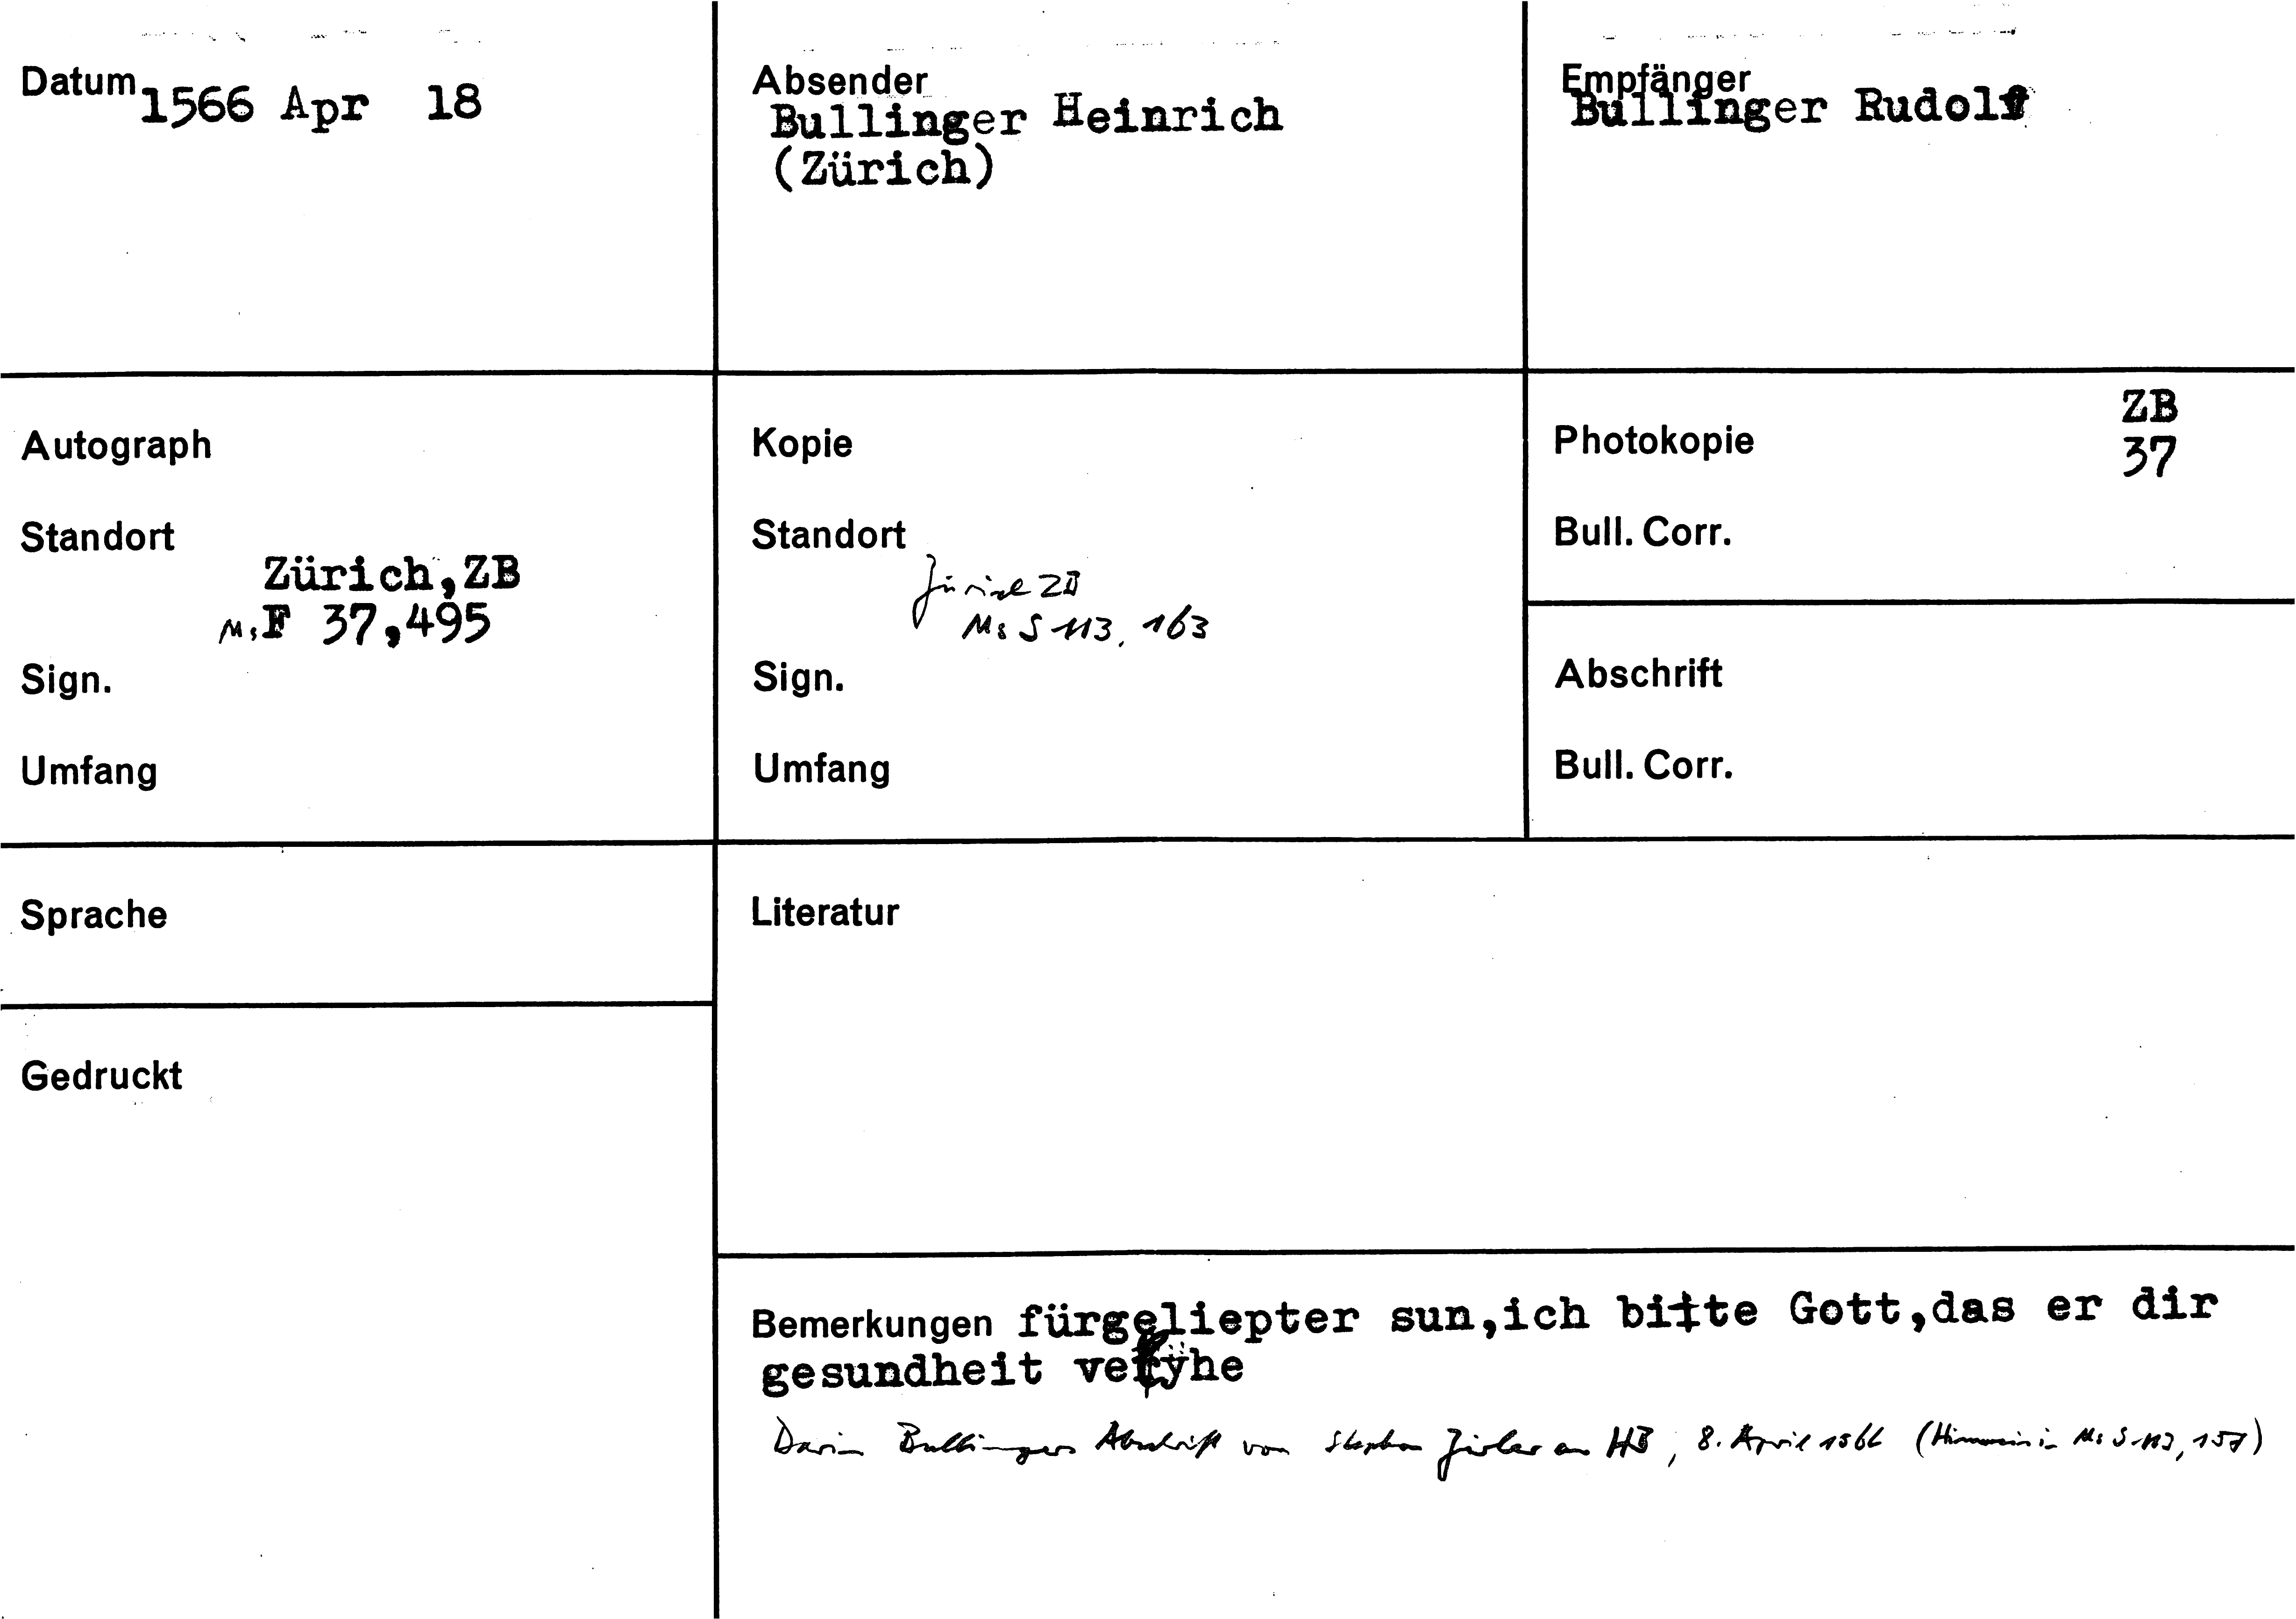 Datum 1566 Apr 18
Absender
Bullinger Heinrich
(Zürich)
Empfänger
Bullinger Rudolf
Autograph
Standort
Zürich,ZB
Ms F 37,495
Sign.
Umfang
Kopie
Standort
Zürich ZB
Ms S 113, 163
Sign.
Umfang
ZB
Photokopie 37
Bull. Corr.
Abschrift
Bull. Corr.
Sprache
Literatur
Gedruckt
Bemerkungen fürgeliepter sun,ich bitte Gott,das er dir
gesundheit verÿhe
Darin Bullingers Abschrift von Stephan Zirler an HB, 8. April 1566 (Hinweis in Ms S 113, 157)